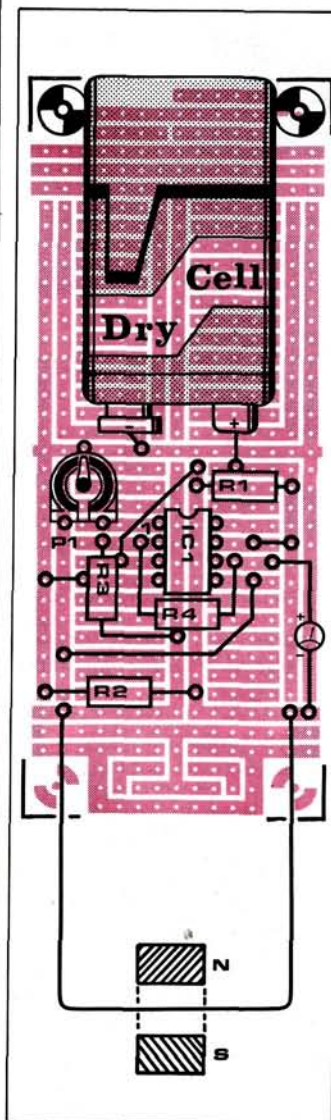 Cell
Dry
-
+
R1
P1
1
IC1
R3
R4
+
-
R2
N
S